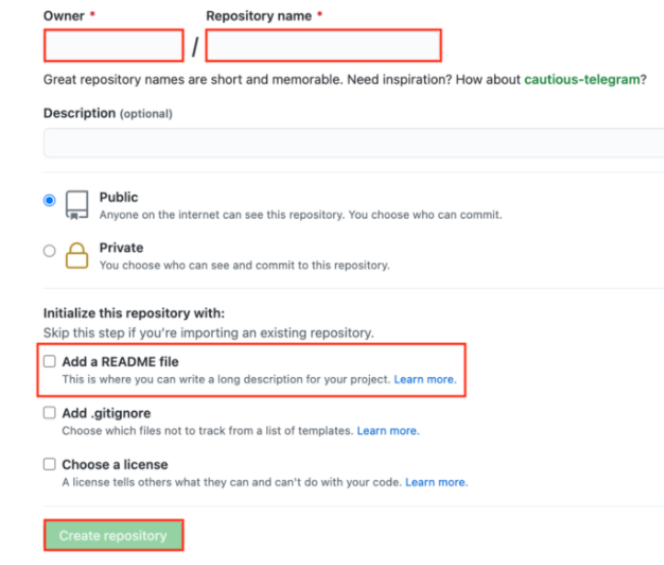 Owner * Repository name *
/
Great repository names are short and memorable. Need inspiration? How about cautious-telegram?
Description (optional)
Public
Anyone on the internet can see this repository. You choose who can commit.
Private
You choose who can see and commit to this repository.
Initialize this repository with:
Skip this step if you're importing an existing repository.
Add a README file
This is where you can write a long description for your project. Learn more.
Add .gitignore
Choose which files not to track from a list of templates. Learn more.
Choose a license
A license tells others what they can and can't do with your code. Learn more.
Create repository